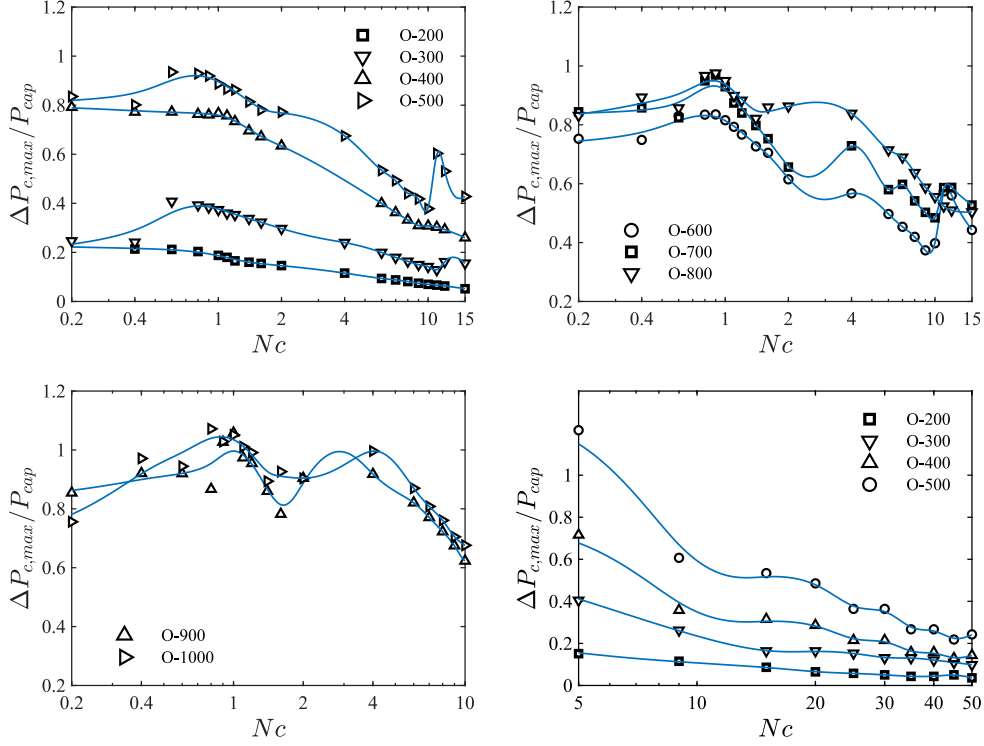 1.2
1
0.8
0.6
0.4
0.2
0
ΔP_{c,max}/P_{cap}
O-200
O-300
O-400
O-500
0.2 0.4 1 2 4 10 15
Nc
1.2
1
0.8
0.6
0.4
0.2
ΔP_{c,max}/P_{cap}
O-600
O-700
O-800
0.2 0.4 1 2 4 10 15
Nc
1.2
1
0.8
0.6
0.4
0.2
ΔP_{c,max}/P_{cap}
O-900
O-1000
0.2 0.4 1 2 4 10
Nc
1
0.8
0.6
0.4
0.2
0
ΔP_{c,max}/P_{cap}
O-200
O-300
O-400
O-500
5 10 20 30 40 50
Nc